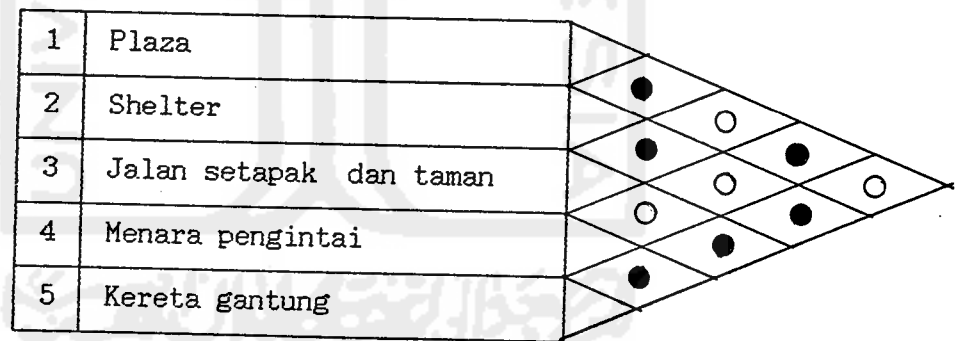 1 Plaza
2 Shelter
3 Jalan setapak dan taman
4 Menara pengintai
5 Kereta gantung